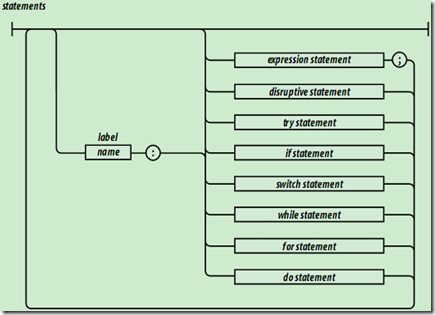 statements
expression statement ;
disruptive statement
try statement
label
name :
if statement
switch statement
while statement
for statement
do statement